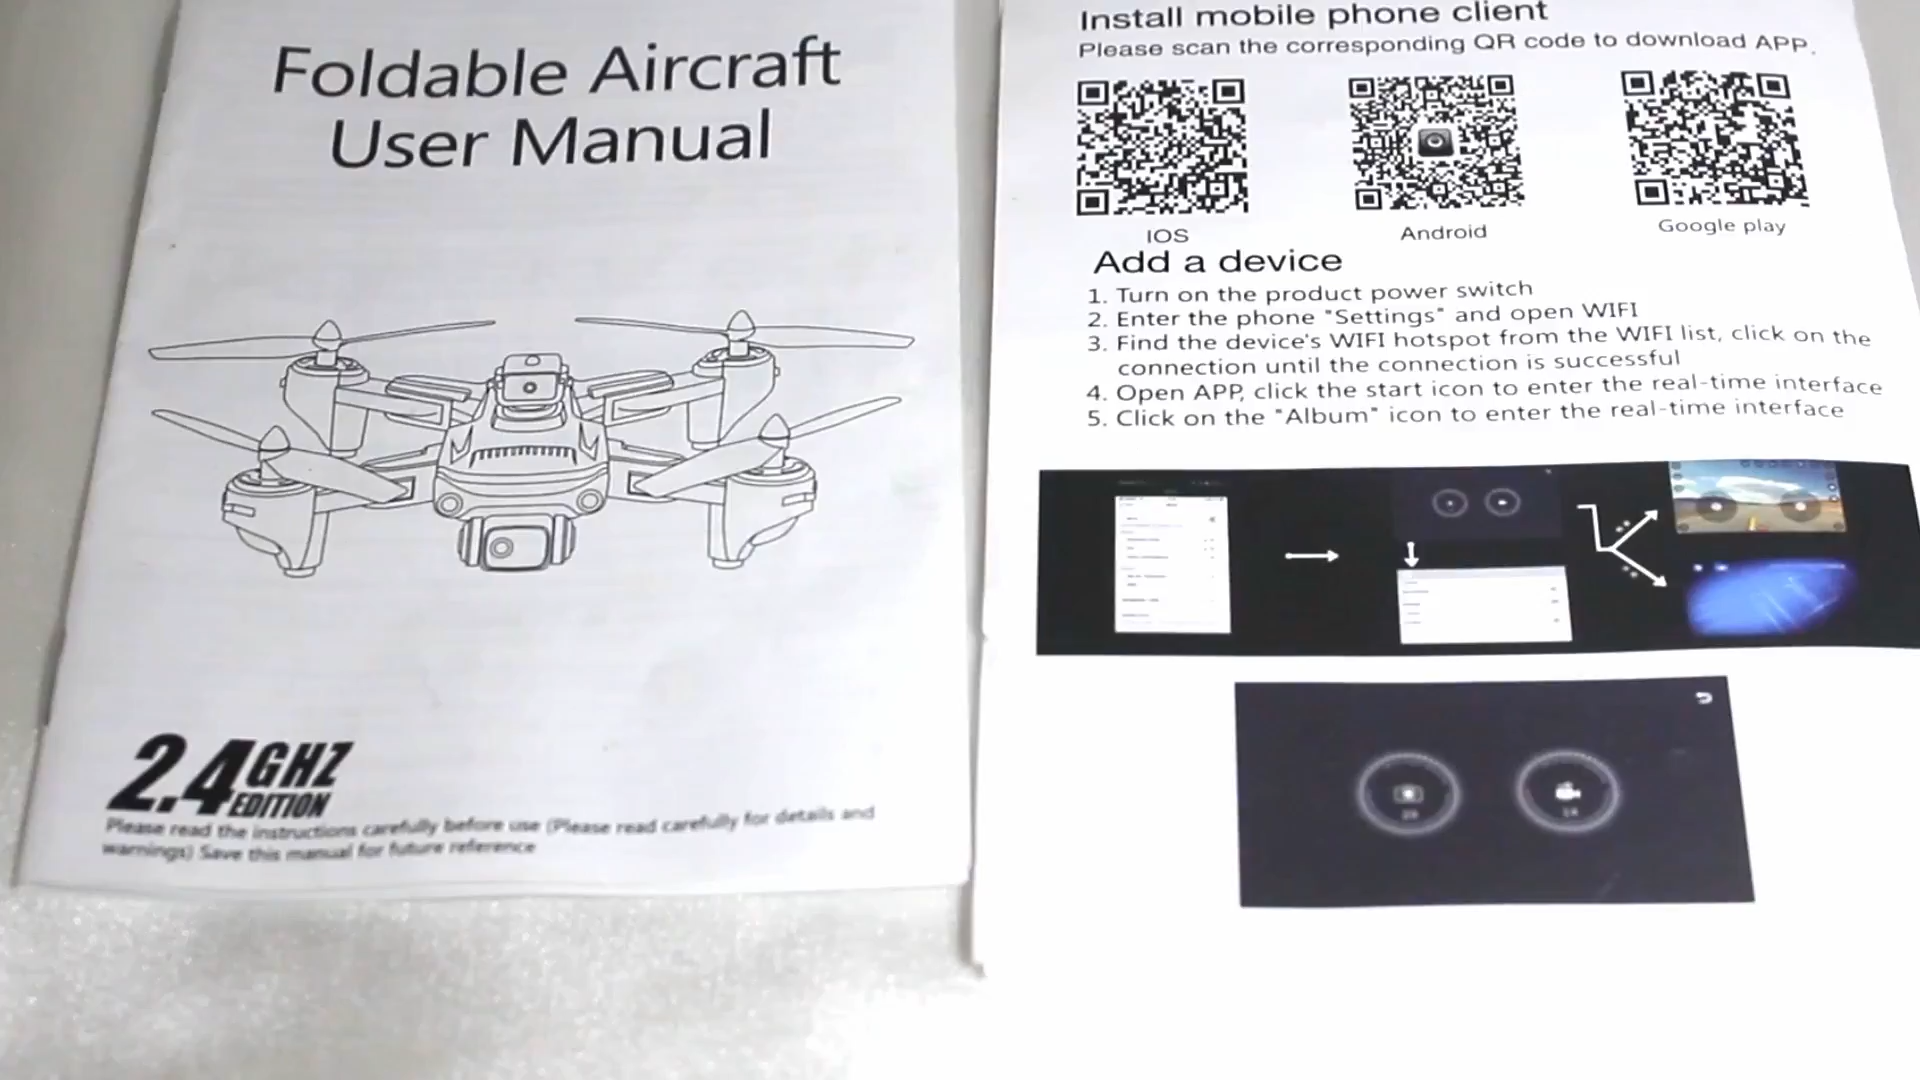 Foldable Aircraft
User Manual
2.4GHZ
EDITION
Please read the instructions carefully before use (Please read carefully for details and
warnings) Save this manual for future reference
Install mobile phone client
Please scan the corresponding QR code to download APP.
IOS
Android
Google play
Add a device
1. Turn on the product power switch
2. Enter the phone "Settings" and open WIFI
3. Find the device's WIFI hotspot from the WIFI list, click on the
connection until the connection is successful
4. Open APP, click the start icon to enter the real-time interface
5. Click on the "Album" icon to enter the real-time interface